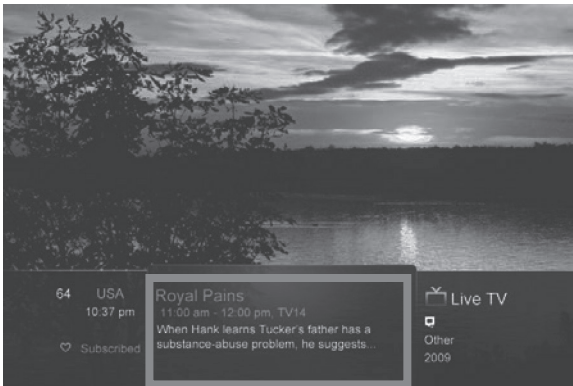 64 USA
10:37 pm
Subscribed
Royal Pains
11:00 am - 12:00 pm, TV14
When Hank learns Tucker's father has a
substance-abuse problem, he suggests...
Live TV
Other
2009